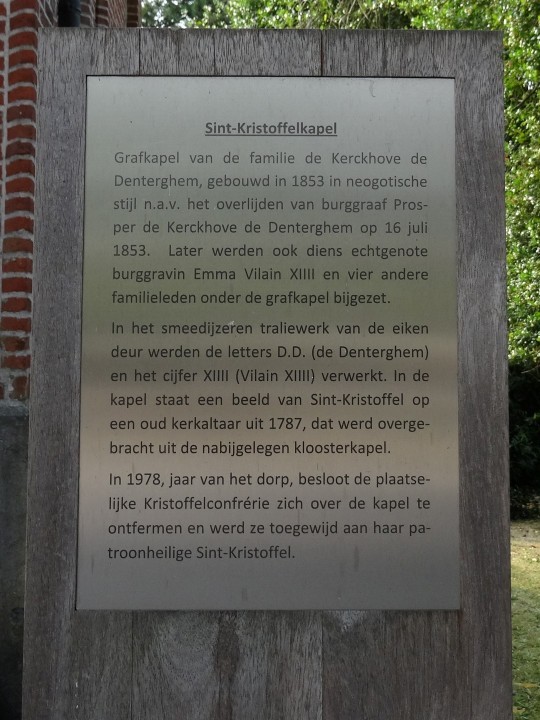 Sint-Kristoffelkapel
Grafkapel van de familie de Kerckhove de
Denterghem, gebouwd in 1853 in neogotische
stijl n.a.v. het overlijden van burggraaf Pros-
per de Kerckhove de Denterghem op 16 juli
1853. Later werden ook diens echtgenote
burggravin Emma Vilain XIIII en vier andere
familieleden onder de grafkapel bijgezet.
In het smeedijzeren traliewerk van de eiken
deur werden de letters D.D. (de Denterghem)
en het cijfer XIIII (Vilain XIIII) verwerkt. In de
kapel staat een beeld van Sint-Kristoffel op
een oud kerkaltaar uit 1787, dat werd overge-
bracht uit de nabijgelegen kloosterkapel.
In 1978, jaar van het dorp, besloot de plaatse-
lijke Kristoffelconfrérie zich over de kapel te
ontfermen en werd ze toegewijd aan haar pa-
troonheilige Sint-Kristoffel.